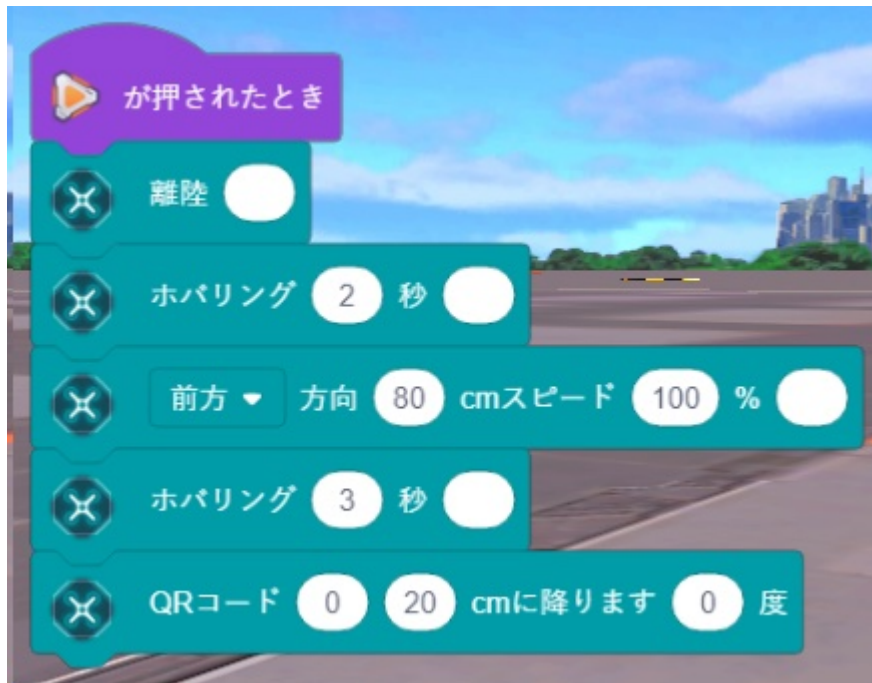 が押されたとき
離陸
ホバリング 2 秒
前方 方向 80 cmスピード 100 %
ホバリング 3 秒
QRコード 0 20 cmに降ります 0 度